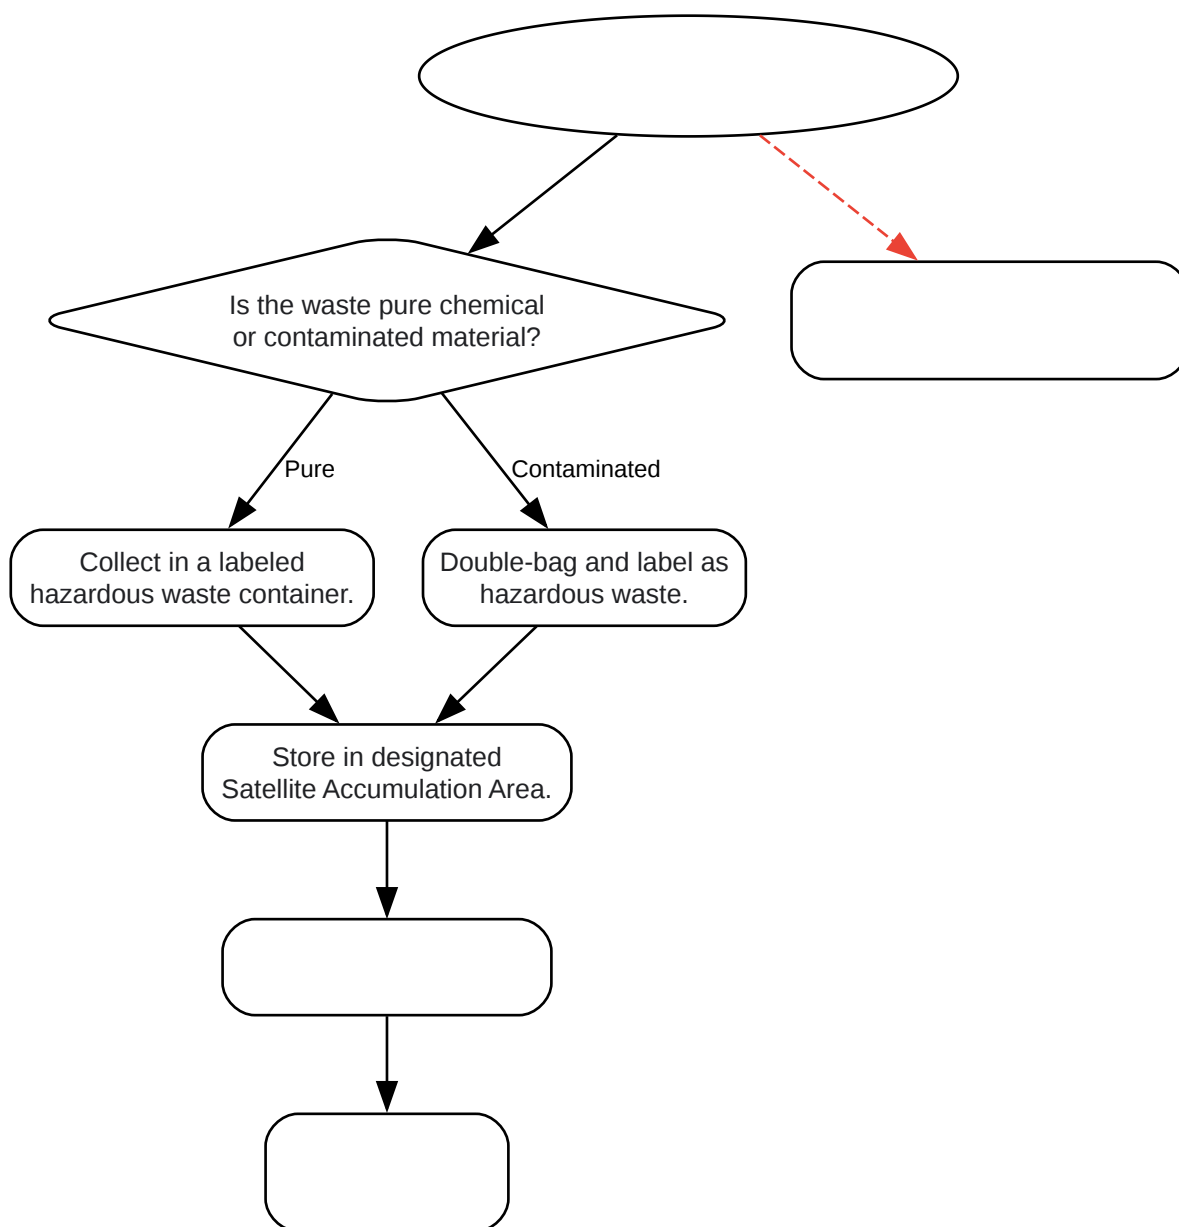 Is the waste pure chemical
or contaminated material?
Pure
Contaminated
Collect in a labeled
hazardous waste container.
Double-bag and label as
hazardous waste.
Store in designated
Satellite Accumulation Area.